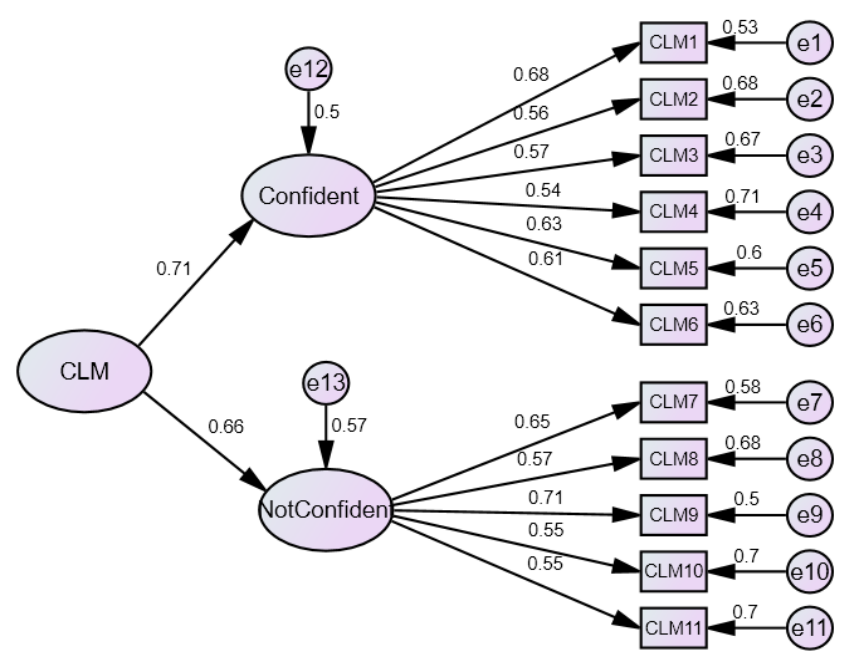 0.53
CLM1
e1
e12
0.68
0.68
CLM2
e2
0.5
0.56
0.67
CLM3
e3
0.57
Confident
0.54
0.71
CLM4
e4
0.63
0.6
CLM5
e5
0.71
0.61
0.63
CLM6
e6
CLM
e13
0.58
CLM7
e7
0.66
0.57
0.65
0.68
CLM8
e8
0.57
0.71
0.5
CLM9
e9
NotConfident
0.55
0.7
CLM10
e10
0.55
0.7
CLM11
e11